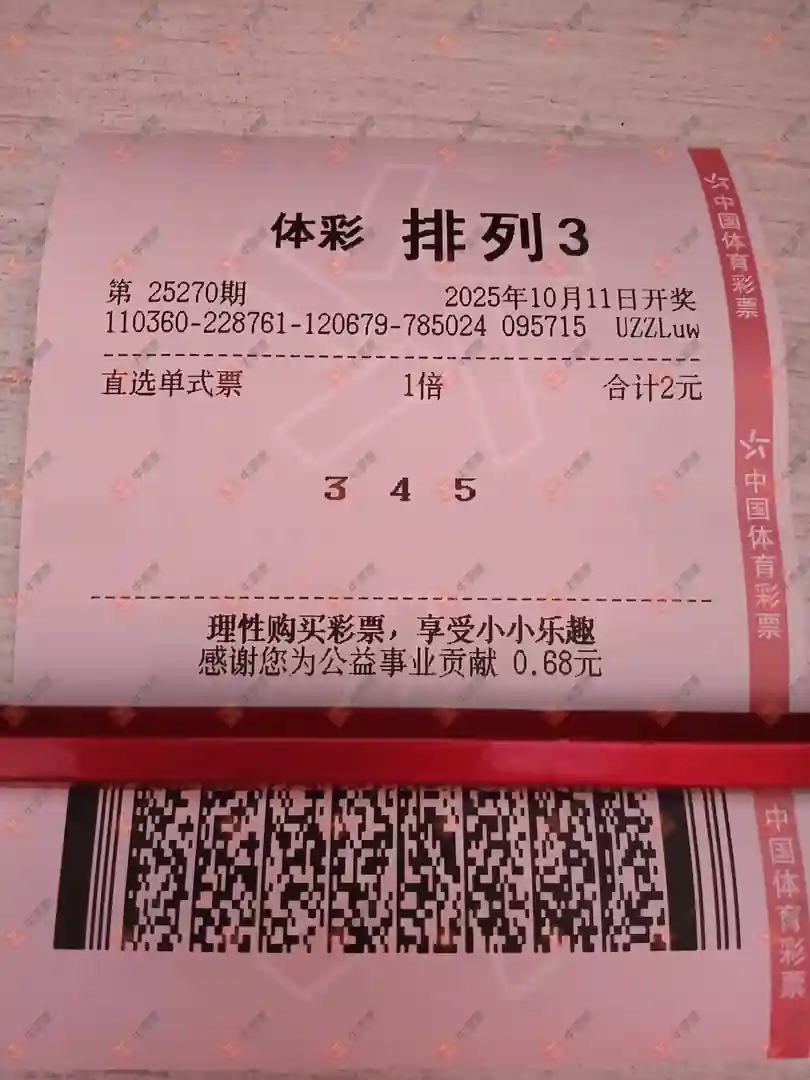 体彩 排列3
第 25270期 2025年10月11日开奖
110360-228761-120679-785024 095715 UZZLuw
直选单式票 1倍 合计2元
3 4 5
理性购买彩票，享受小小乐趣
感谢您为公益事业贡献 0.68元
中国体育彩票
中国体育彩票
中国体育彩票